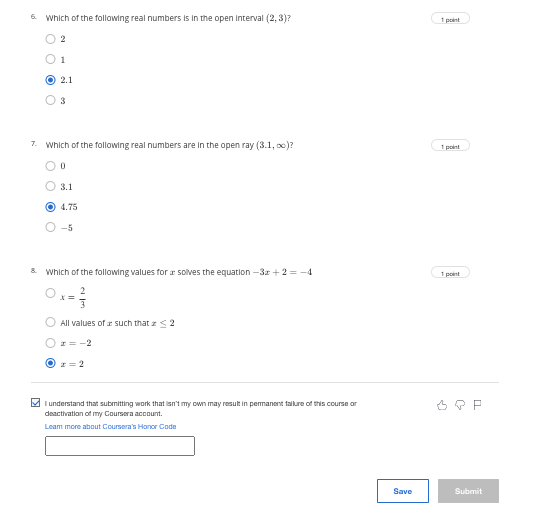 6. Which of the following real numbers is in the open interval (2, 3)? 1 point
2
1
2.1
3
7. Which of the following real numbers are in the open ray (3.1, ∞)? 1 point
0
3.1
4.75
−5
8. Which of the following values for x solves the equation −3x + 2 = −4 1 point
x = 2/3
All values of x such that x ≤ 2
x = −2
x = 2
I understand that submitting work that isn't my own may result in permanent failure of this course or
deactivation of my Coursera account.
Learn more about Coursera's Honor Code
Save Submit